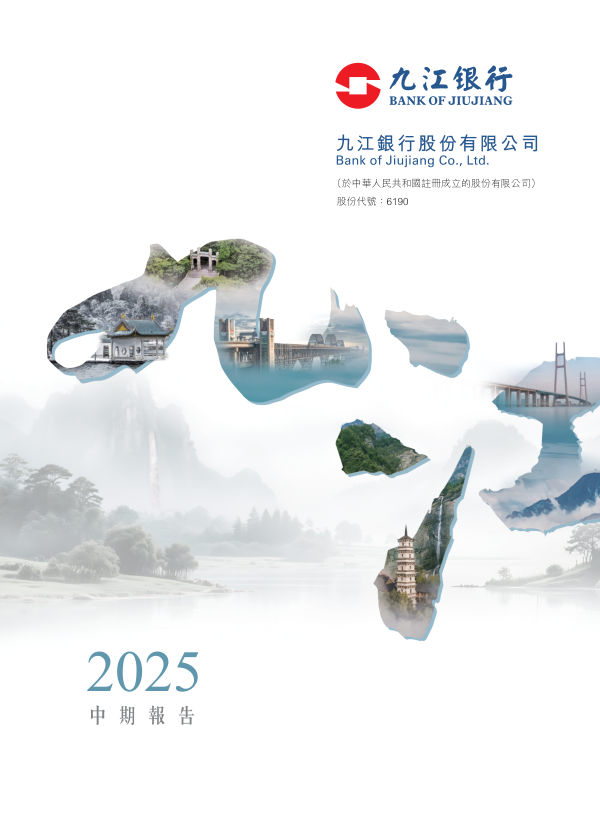 九江银行
BANK OF JIUJIANG
九江銀行股份有限公司
Bank of Jiujiang Co., Ltd.
（於中華人民共和國註冊成立的股份有限公司）
股份代號：6190
九江
2025
中期報告